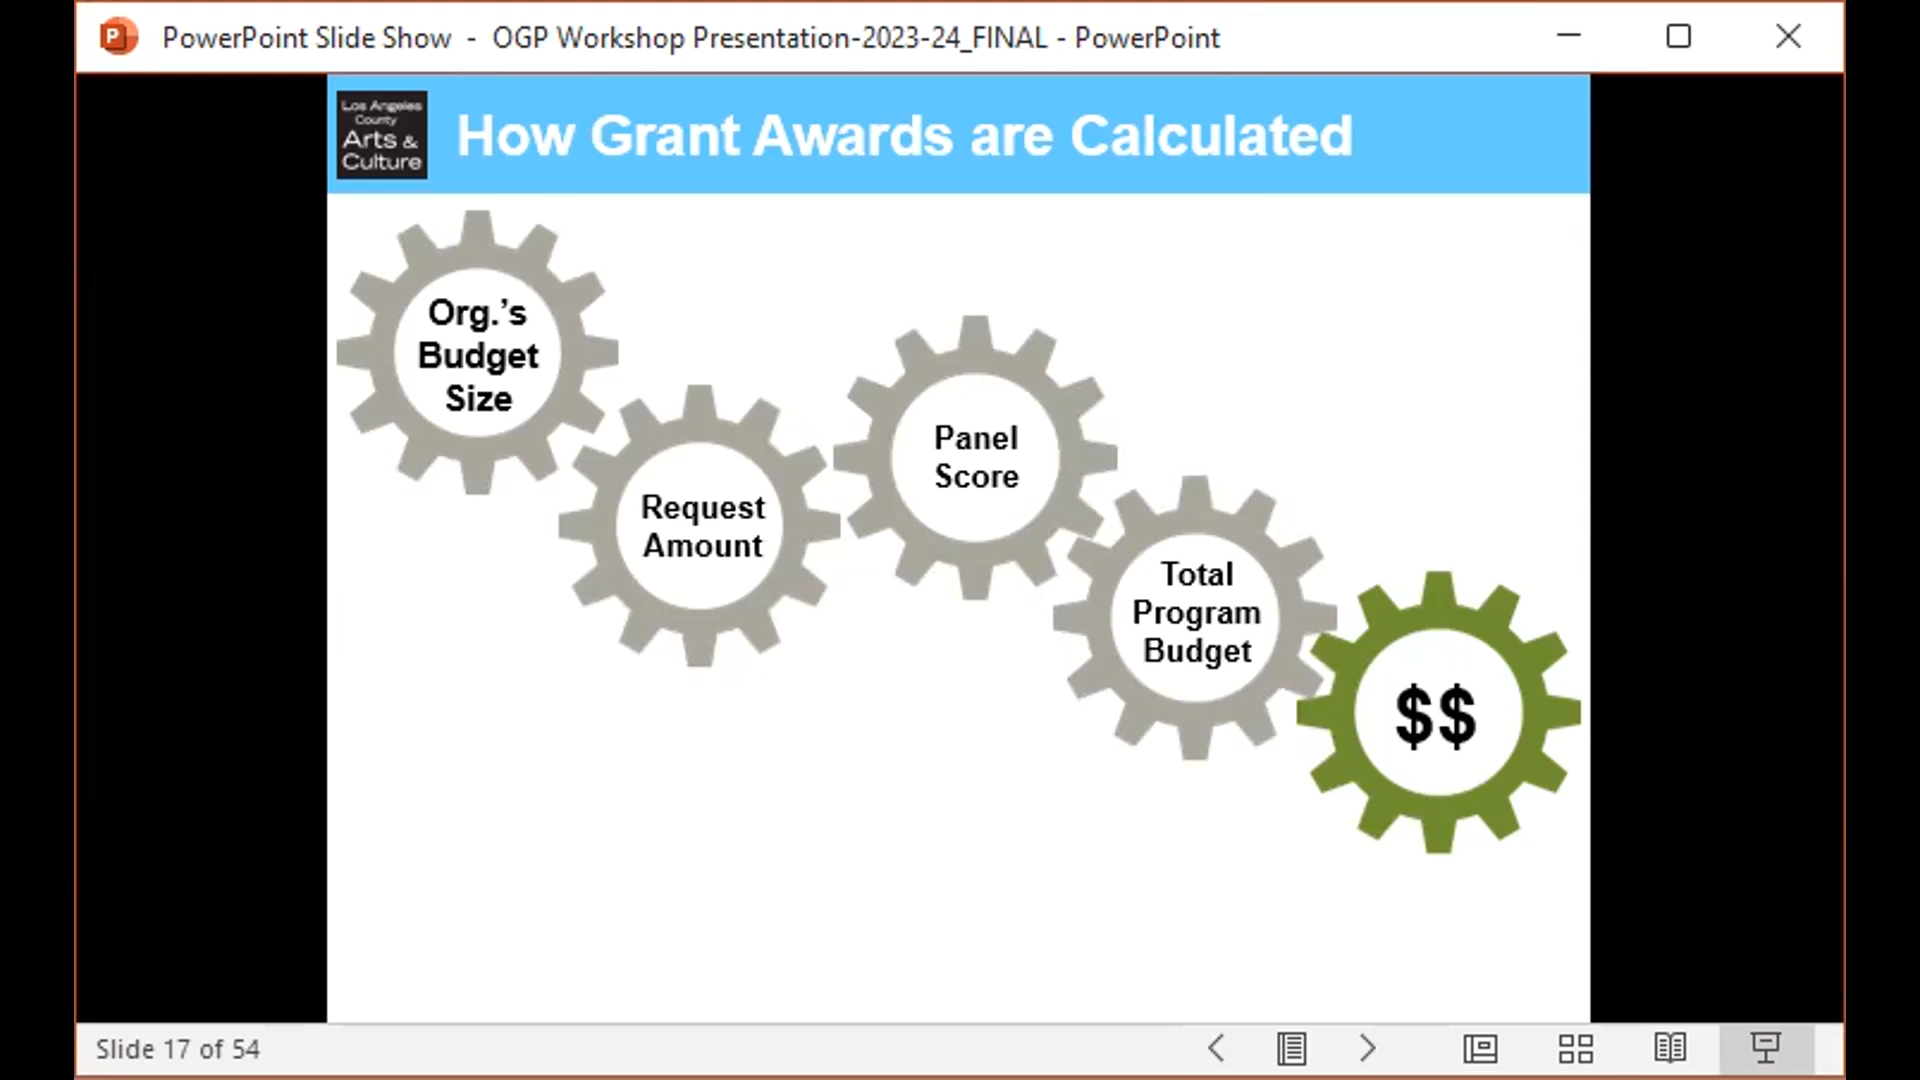 PowerPoint Slide Show - OGP Workshop Presentation-2023-24_FINAL - PowerPoint
Los Angeles
County
Arts &
Culture
How Grant Awards are Calculated
Org.’s
Budget
Size
Request
Amount
Panel
Score
Total
Program
Budget
$$
Slide 17 of 54